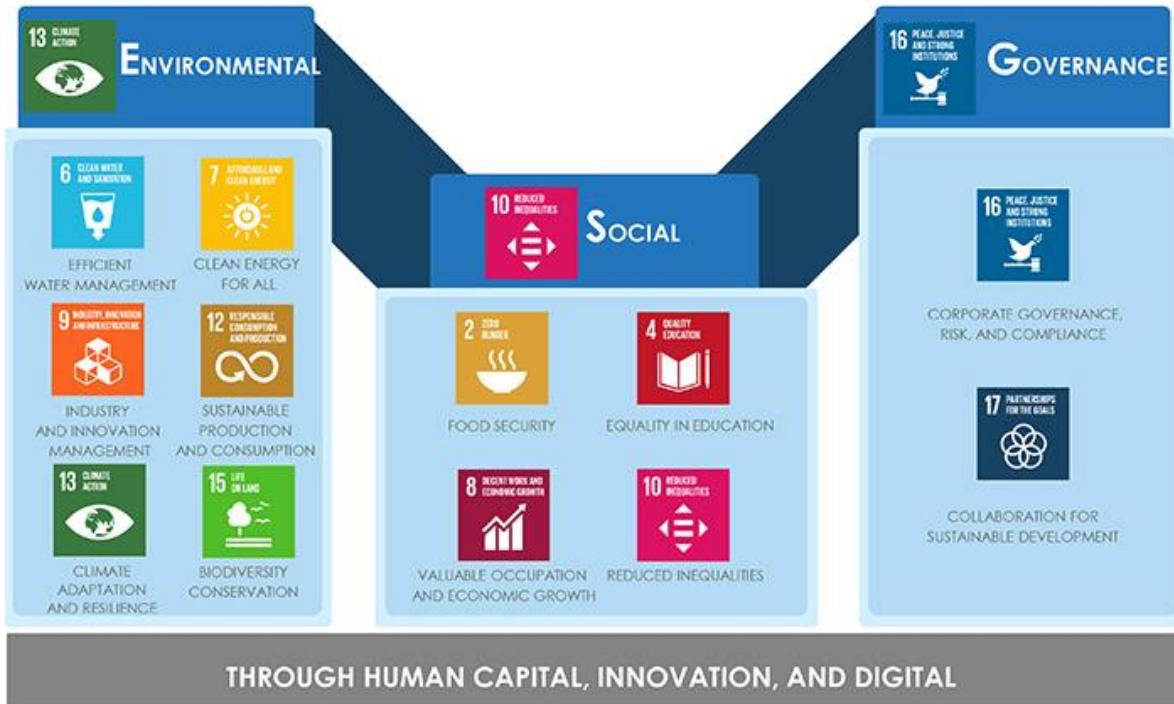 13 CLIMATE
ACTION
ENVIRONMENTAL
16 PEACE, JUSTICE
AND STRONG
INSTITUTIONS
GOVERNANCE
10 REDUCED
INEQUALITIES
SOCIAL
6 CLEAN WATER
AND SANITATION
EFFICIENT
WATER MANAGEMENT
7 AFFORDABLE AND
CLEAN ENERGY
CLEAN ENERGY
FOR ALL
9 INDUSTRY, INNOVATION
AND INFRASTRUCTURE
INDUSTRY
AND INNOVATION
MANAGEMENT
12 RESPONSIBLE
CONSUMPTION
AND PRODUCTION
SUSTAINABLE
PRODUCTION
AND CONSUMPTION
13 CLIMATE
ACTION
CLIMATE
ADAPTATION
AND RESILIENCE
15 LIFE
ON LAND
BIODIVERSITY
CONSERVATION
2 ZERO
HUNGER
FOOD SECURITY
4 QUALITY
EDUCATION
EQUALITY IN EDUCATION
8 DECENT WORK AND
ECONOMIC GROWTH
VALUABLE OCCUPATION
AND ECONOMIC GROWTH
10 REDUCED
INEQUALITIES
REDUCED INEQUALITIES
16 PEACE, JUSTICE
AND STRONG
INSTITUTIONS
CORPORATE GOVERNANCE,
RISK, AND COMPLIANCE
17 PARTNERSHIPS
FOR THE GOALS
COLLABORATION FOR
SUSTAINABLE DEVELOPMENT
THROUGH HUMAN CAPITAL, INNOVATION, AND DIGITAL